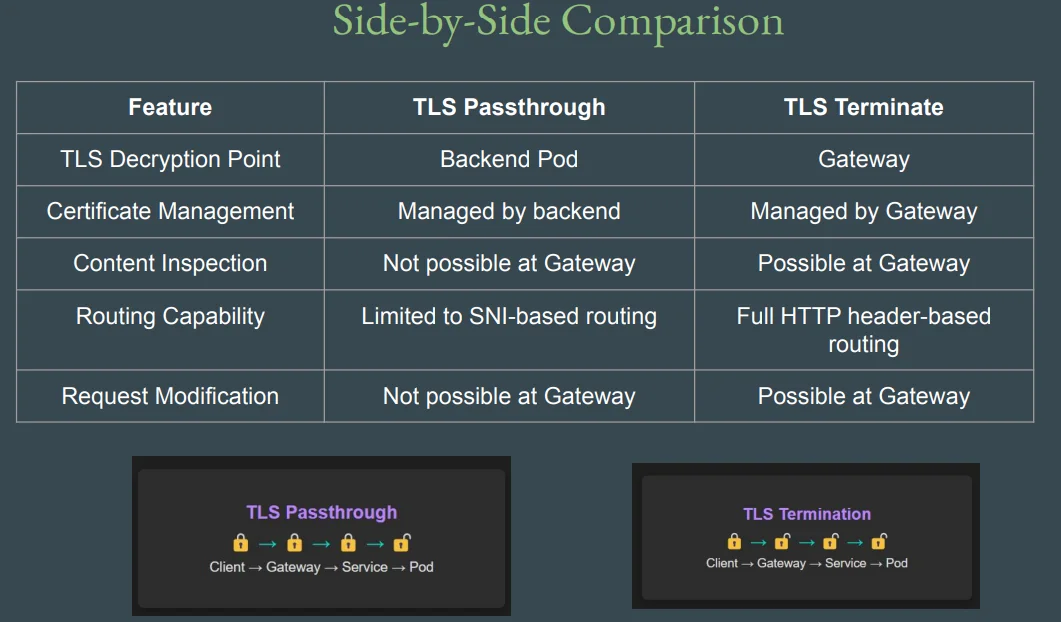 Side-by-Side Comparison
Feature
TLS Passthrough
TLS Terminate
TLS Decryption Point
Backend Pod
Gateway
Certificate Management
Managed by backend
Managed by Gateway
Content Inspection
Not possible at Gateway
Possible at Gateway
Routing Capability
Limited to SNI-based routing
Full HTTP header-based
routing
Request Modification
Not possible at Gateway
Possible at Gateway
TLS Passthrough
Client → Gateway → Service → Pod
TLS Termination
Client → Gateway → Service → Pod